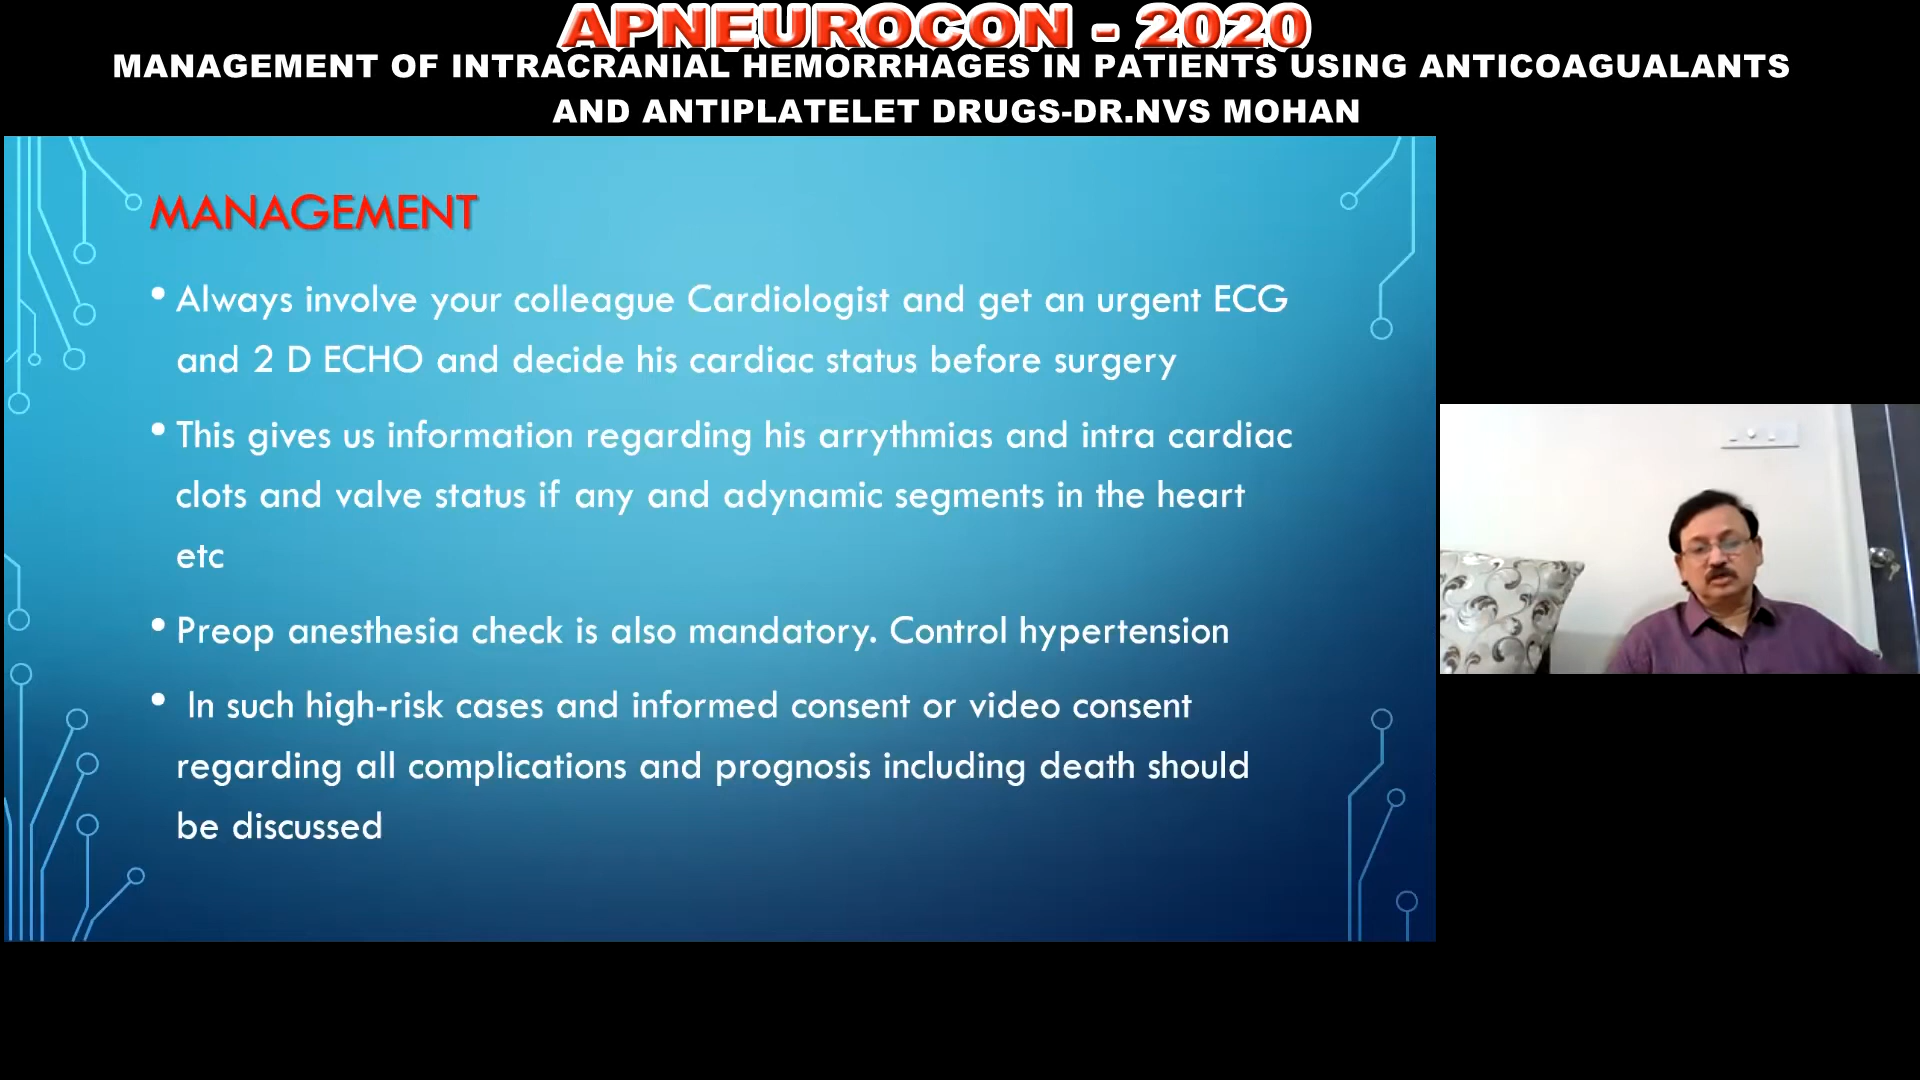 APNEUROCON - 2020
MANAGEMENT OF INTRACRANIAL HEMORRHAGES IN PATIENTS USING ANTICOAGUALANTS
AND ANTIPLATELET DRUGS-DR.NVS MOHAN
MANAGEMENT
• Always involve your colleague Cardiologist and get an urgent ECG
and 2 D ECHO and decide his cardiac status before surgery
• This gives us information regarding his arrythmias and intra cardiac
clots and valve status if any and adynamic segments in the heart
etc
• Preop anesthesia check is also mandatory. Control hypertension
• In such high-risk cases and informed consent or video consent
regarding all complications and prognosis including death should
be discussed